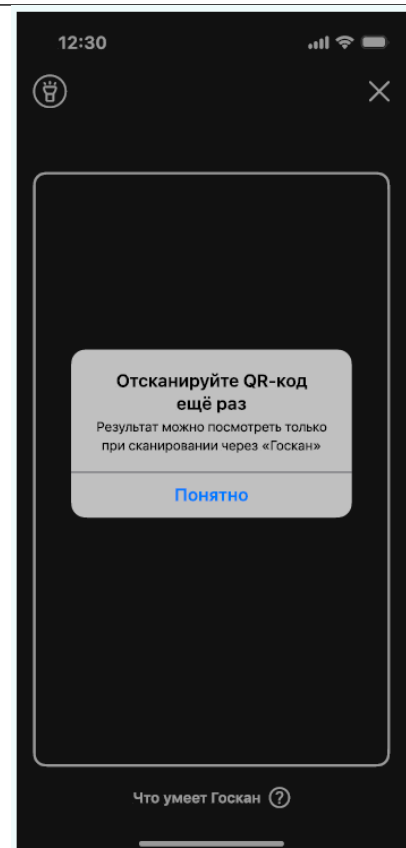 12:30
Отсканируйте QR-код
ещё раз
Результат можно посмотреть только
при сканировании через «Госкан»
Понятно
Что умеет Госкан ?